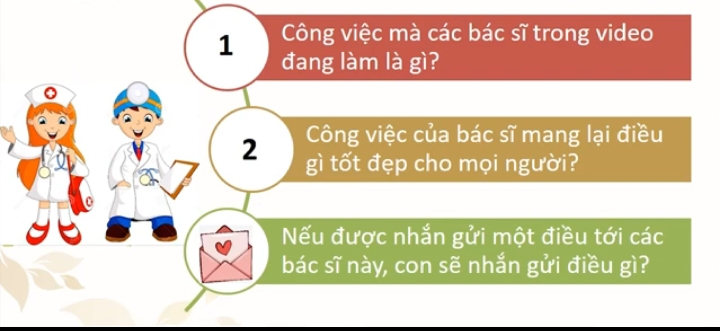 1
Công việc mà các bác sĩ trong video
đang làm là gì?
2
Công việc của bác sĩ mang lại điều
gì tốt đẹp cho mọi người?
Nếu được nhắn gửi một điều tới các
bác sĩ này, con sẽ nhắn gửi điều gì?